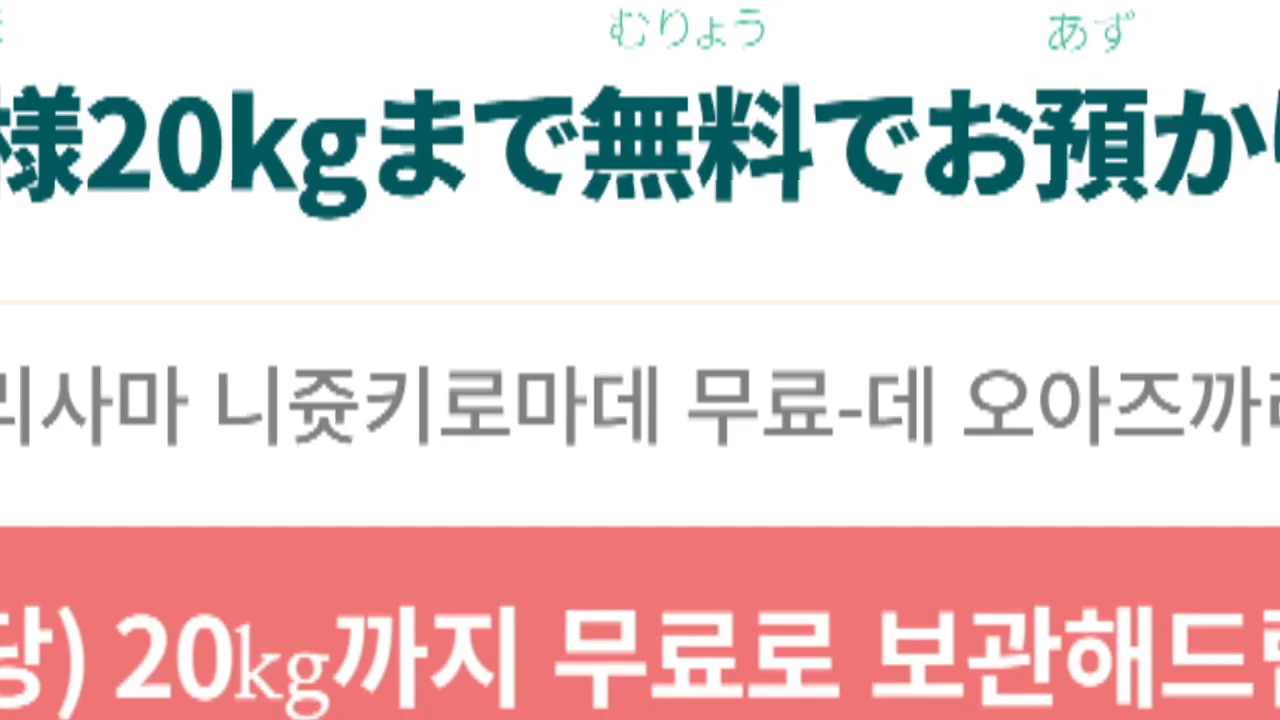 むりょう あず
様20kgまで無料でお預か
리사마 니쥿키로마데 무료-데 오아즈까
당) 20kg까지 무료로 보관해드